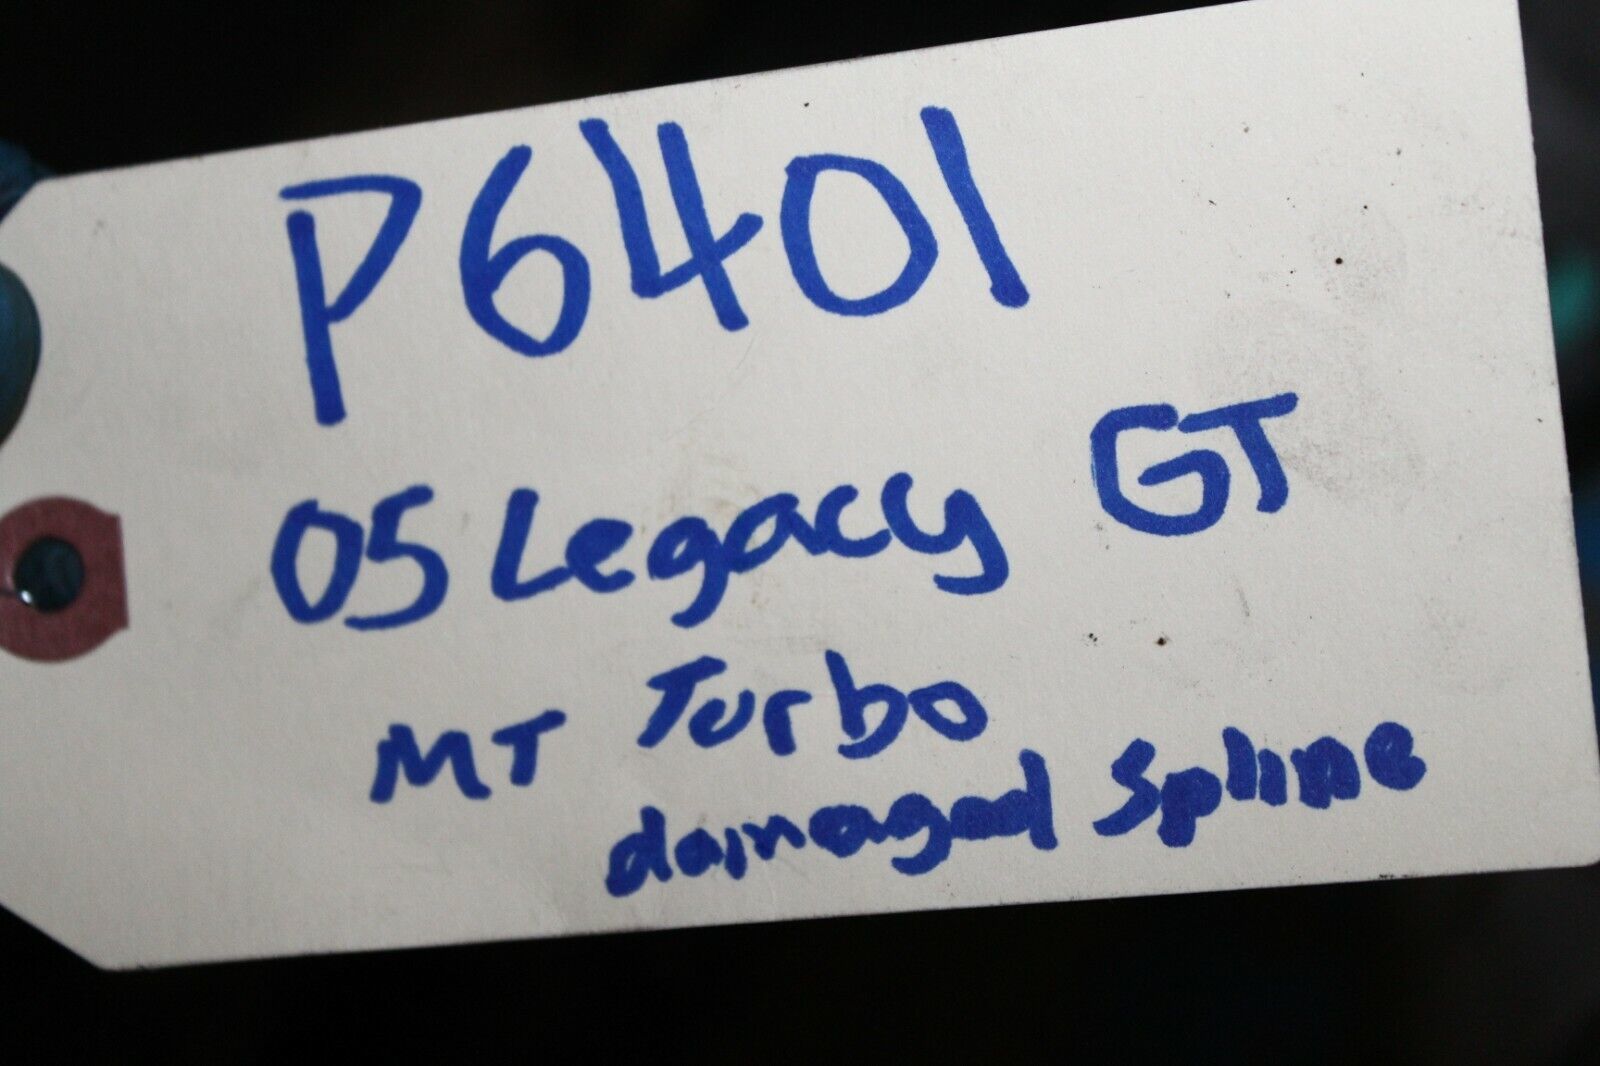 P6401
05 Legacy GT
MT Turbo
damaged Spline